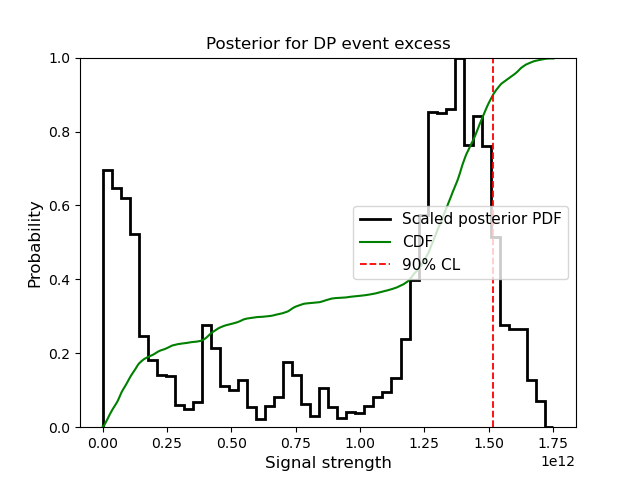 Posterior for DP event excess
1.0
0.8
0.6
0.4
0.2
0.0
Probability
Scaled posterior PDF
CDF
90% CL
0.00 0.25 0.50 0.75 1.00 1.25 1.50 1.75
1e12
Signal strength